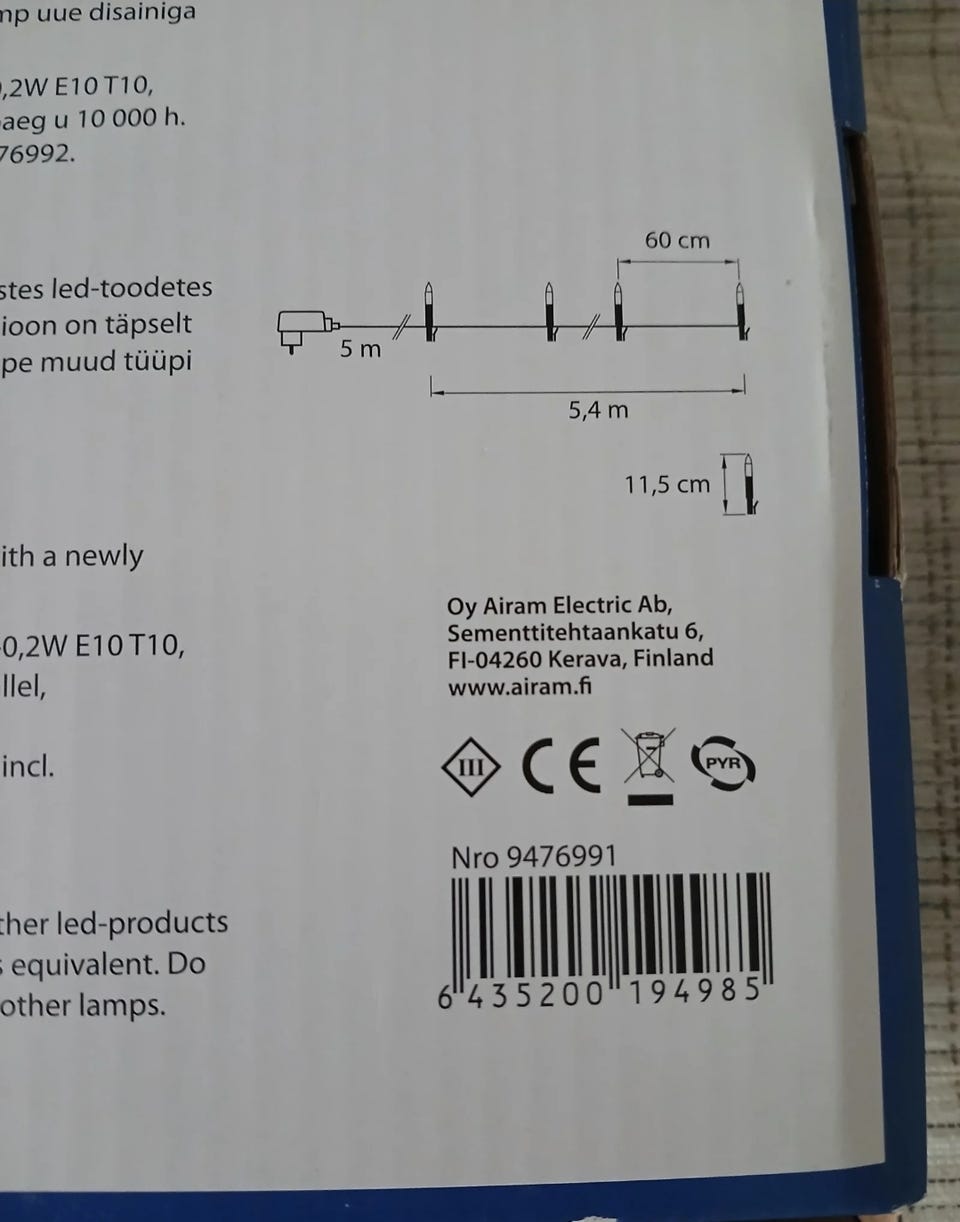 uue disainiga
,2W E10 T10,
aeg u 10 000 h.
76992.
stes led-toodetes
ioon on täpselt
pe muud tüüpi
60 cm
5 m
5,4 m
11,5 cm
ith a newly
0,2W E10 T10,
llel,
incl.
Oy Airam Electric Ab,
Sementtitehtaankatu 6,
FI-04260 Kerava, Finland
www.airam.fi
III CE PYR
Nro 9476991
ther led-products
equivalent. Do
other lamps.
6 435200 194985